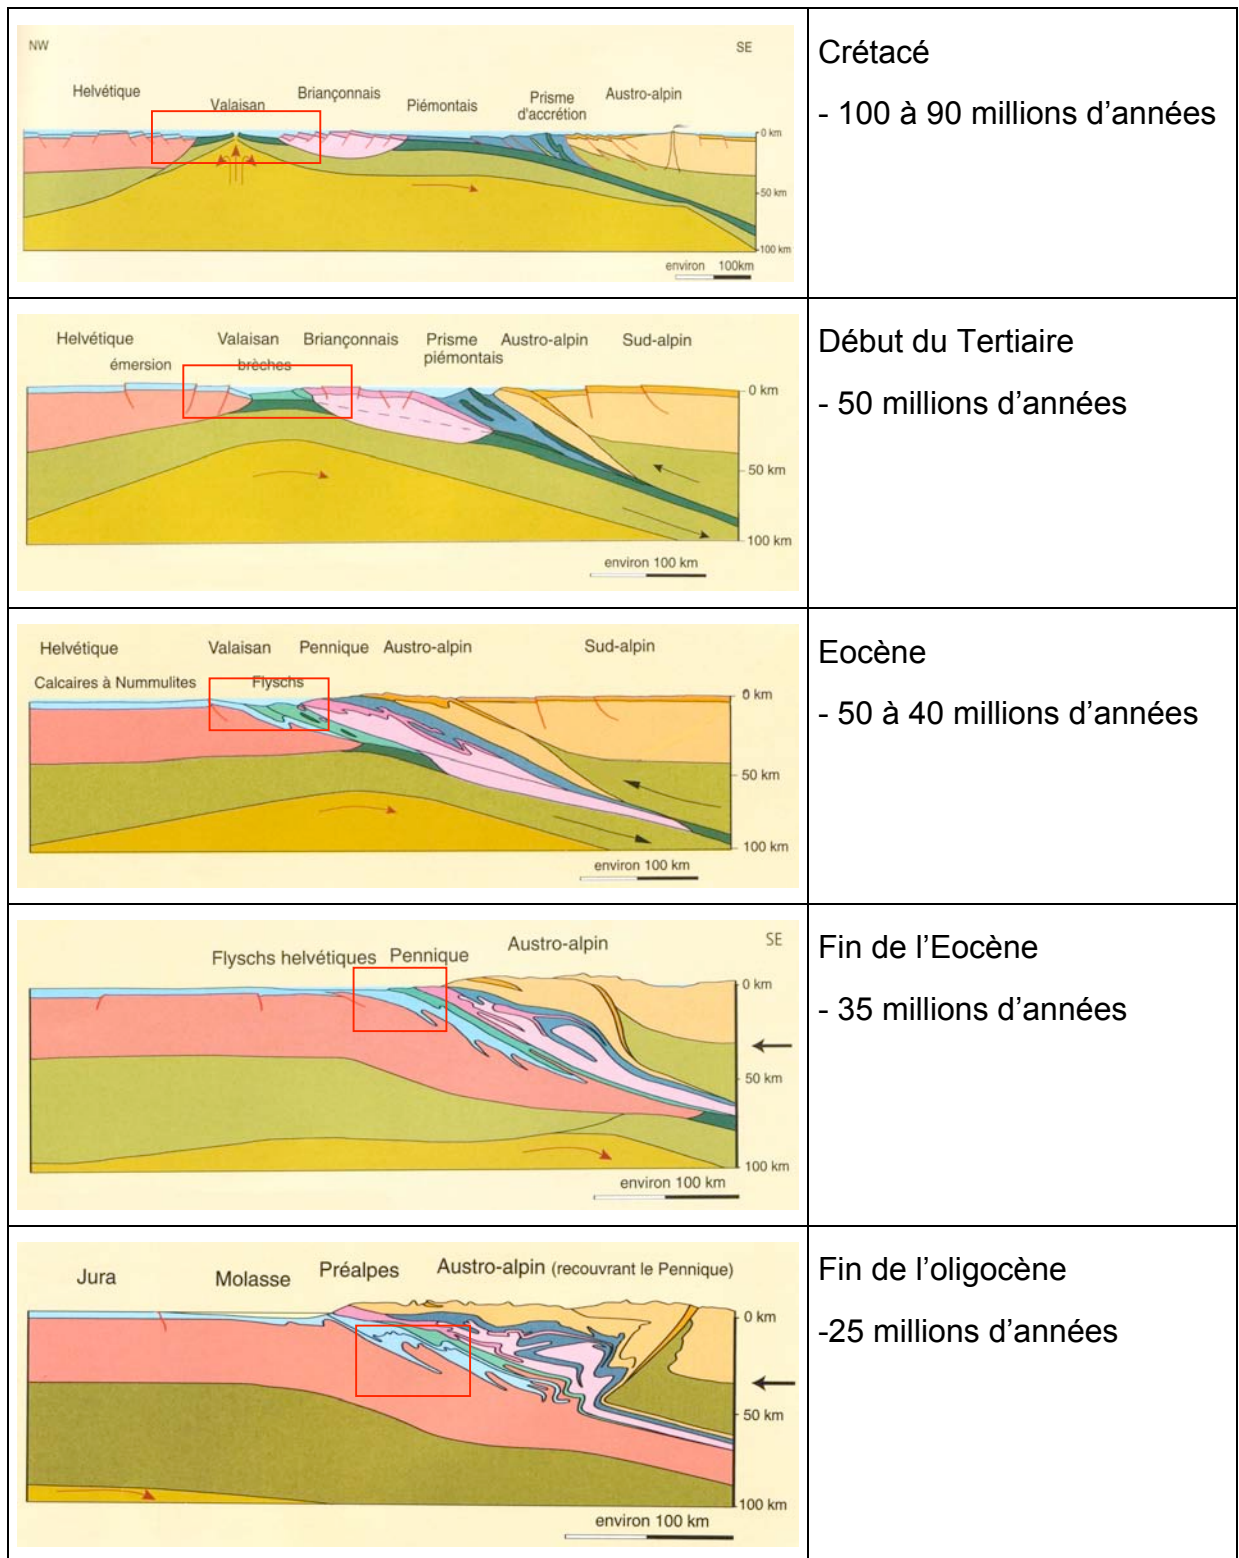 NW
SE
Helvétique
Valaisan
Briançonnais
Piémontais
Prisme
d'accrétion
Austro-alpin
0 km
50 km
100 km
environ 100km
Crétacé
- 100 à 90 millions d’années
Helvétique
Valaisan
Briançonnais
Prisme
piémontais
Austro-alpin
Sud-alpin
émersion
brèches
0 km
50 km
100 km
environ 100 km
Début du Tertiaire
- 50 millions d’années
Helvétique
Valaisan
Pennique
Austro-alpin
Sud-alpin
Calcaires à Nummulites
Flyschs
0 km
50 km
100 km
environ 100 km
Eocène
- 50 à 40 millions d’années
Flyschs helvétiques
Pennique
Austro-alpin
SE
0 km
50 km
100 km
environ 100 km
Fin de l’Eocène
- 35 millions d’années
Jura
Molasse
Préalpes
Austro-alpin (recouvrant le Pennique)
0 km
50 km
100 km
environ 100 km
Fin de l’oligocène
-25 millions d’années